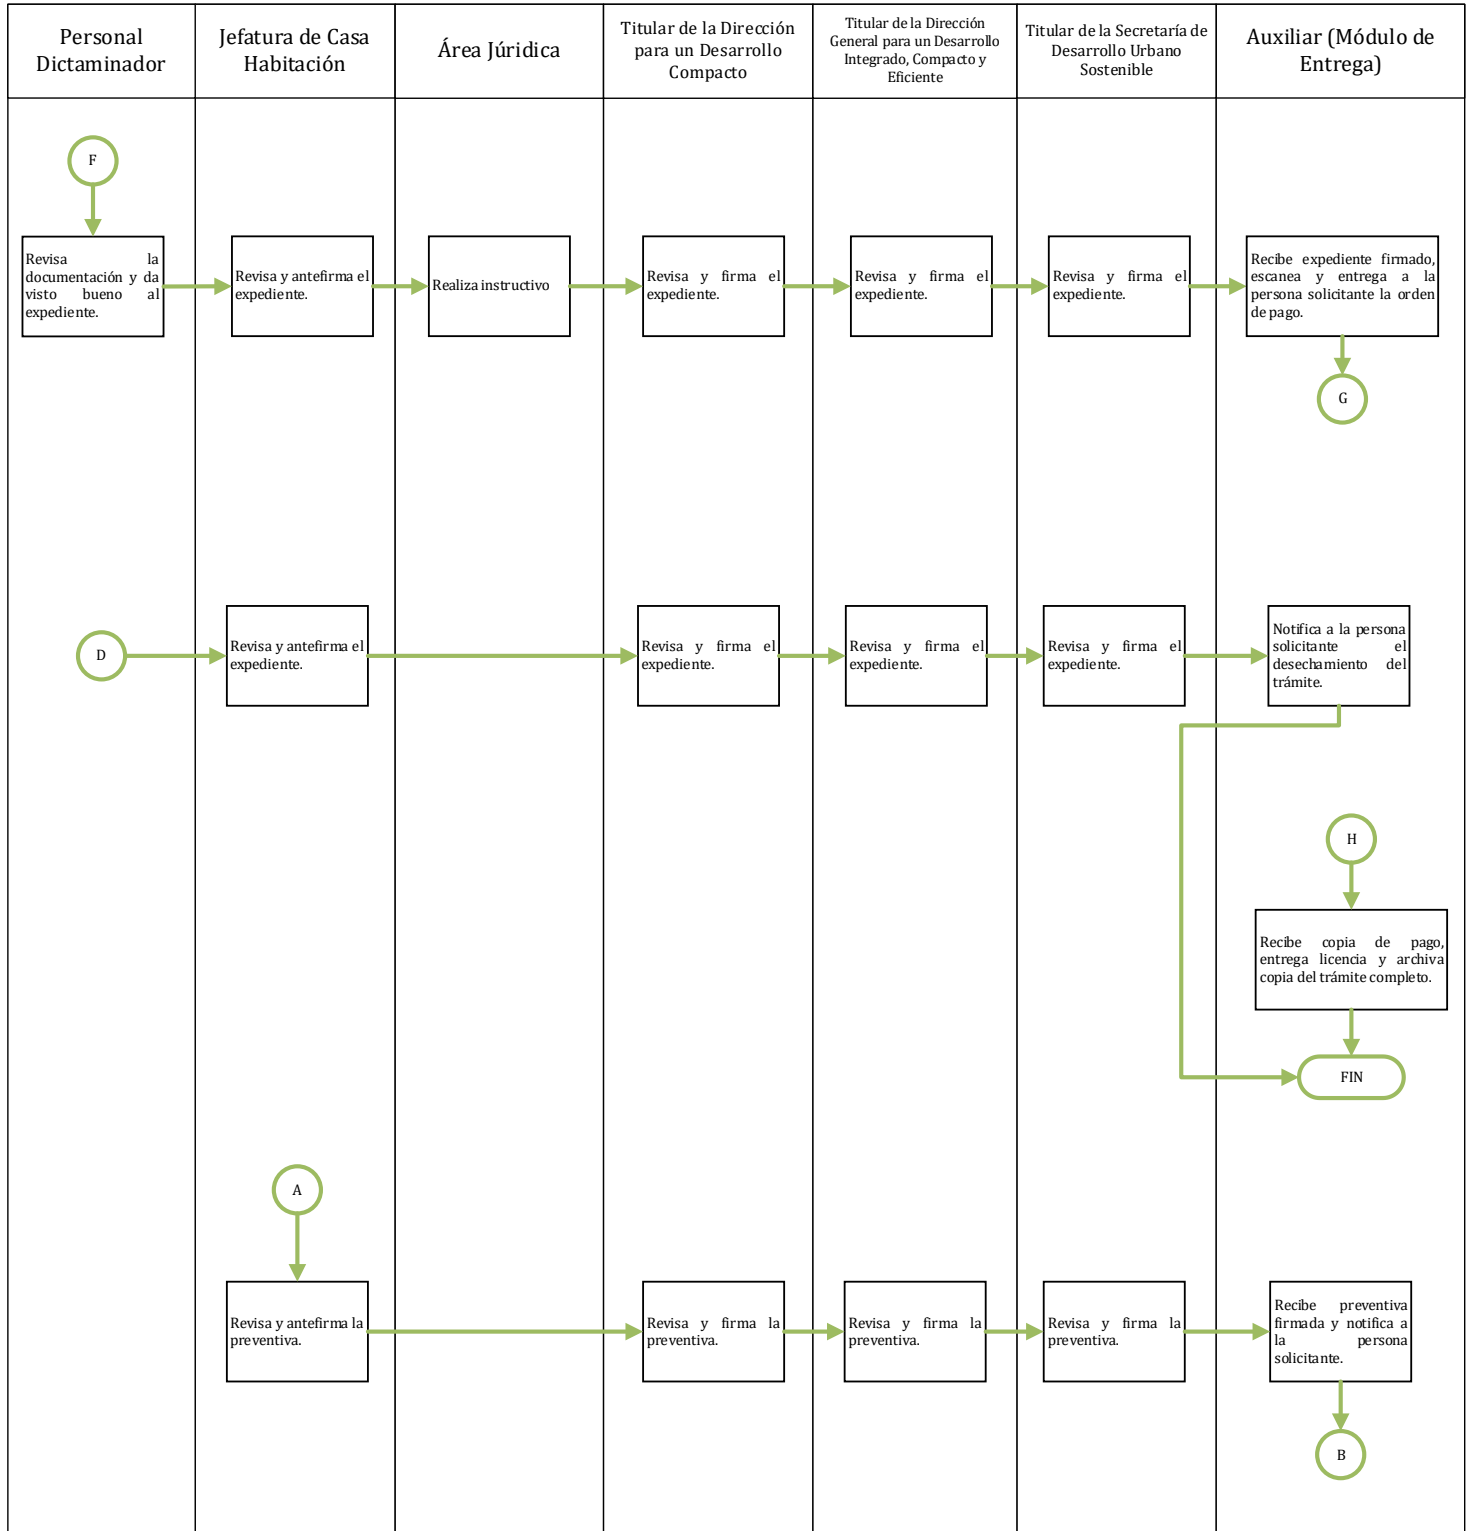 Personal
Dictaminador
Jefatura de Casa
Habitación
Área Júridica
Titular de la Dirección
para un Desarrollo
Compacto
Titular de la Dirección
General para un Desarrollo
Integrado, Compacto y
Eficiente
Titular de la Secretaría de
Desarrollo Urbano
Sostenible
Auxiliar (Módulo de
Entrega)
F
Revisa la
documentación y da
visto bueno al
expediente.
Revisa y antefirma el
expediente.
Realiza instructivo
Revisa y firma el
expediente.
Revisa y firma el
expediente.
Revisa y firma el
expediente.
Recibe expediente firmado,
escanea y entrega a la
persona solicitante la orden
de pago.
G
D
Revisa y antefirma el
expediente.
Revisa y firma el
expediente.
Revisa y firma el
expediente.
Revisa y firma el
expediente.
Notifica a la persona
solicitante el
desechamiento del
trámite.
H
Recibe copia de pago,
entrega licencia y archiva
copia del trámite completo.
FIN
A
Revisa y antefirma la
preventiva.
Revisa y firma la
preventiva.
Revisa y firma la
preventiva.
Revisa y firma la
preventiva.
Recibe preventiva
firmada y notifica a
la persona
solicitante.
B